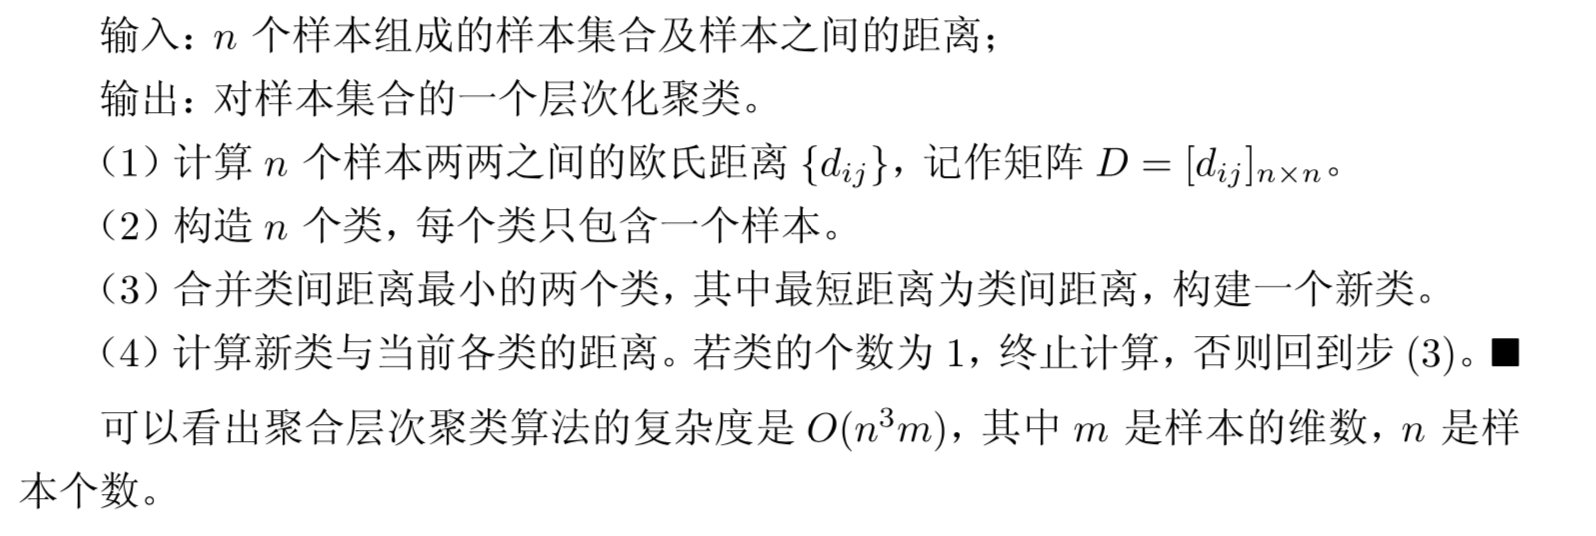 输入：n 个样本组成的样本集合及样本之间的距离；
输出：对样本集合的一个层次化聚类。
（1）计算 n 个样本两两之间的欧氏距离 {d_{ij}}，记作矩阵 D = [d_{ij}]_{n×n}。
（2）构造 n 个类，每个类只包含一个样本。
（3）合并类间距离最小的两个类，其中最短距离为类间距离，构建一个新类。
（4）计算新类与当前各类的距离。若类的个数为 1，终止计算，否则回到步 (3)。■
可以看出聚合层次聚类算法的复杂度是 O(n^3m)，其中 m 是样本的维数，n 是样
本个数。